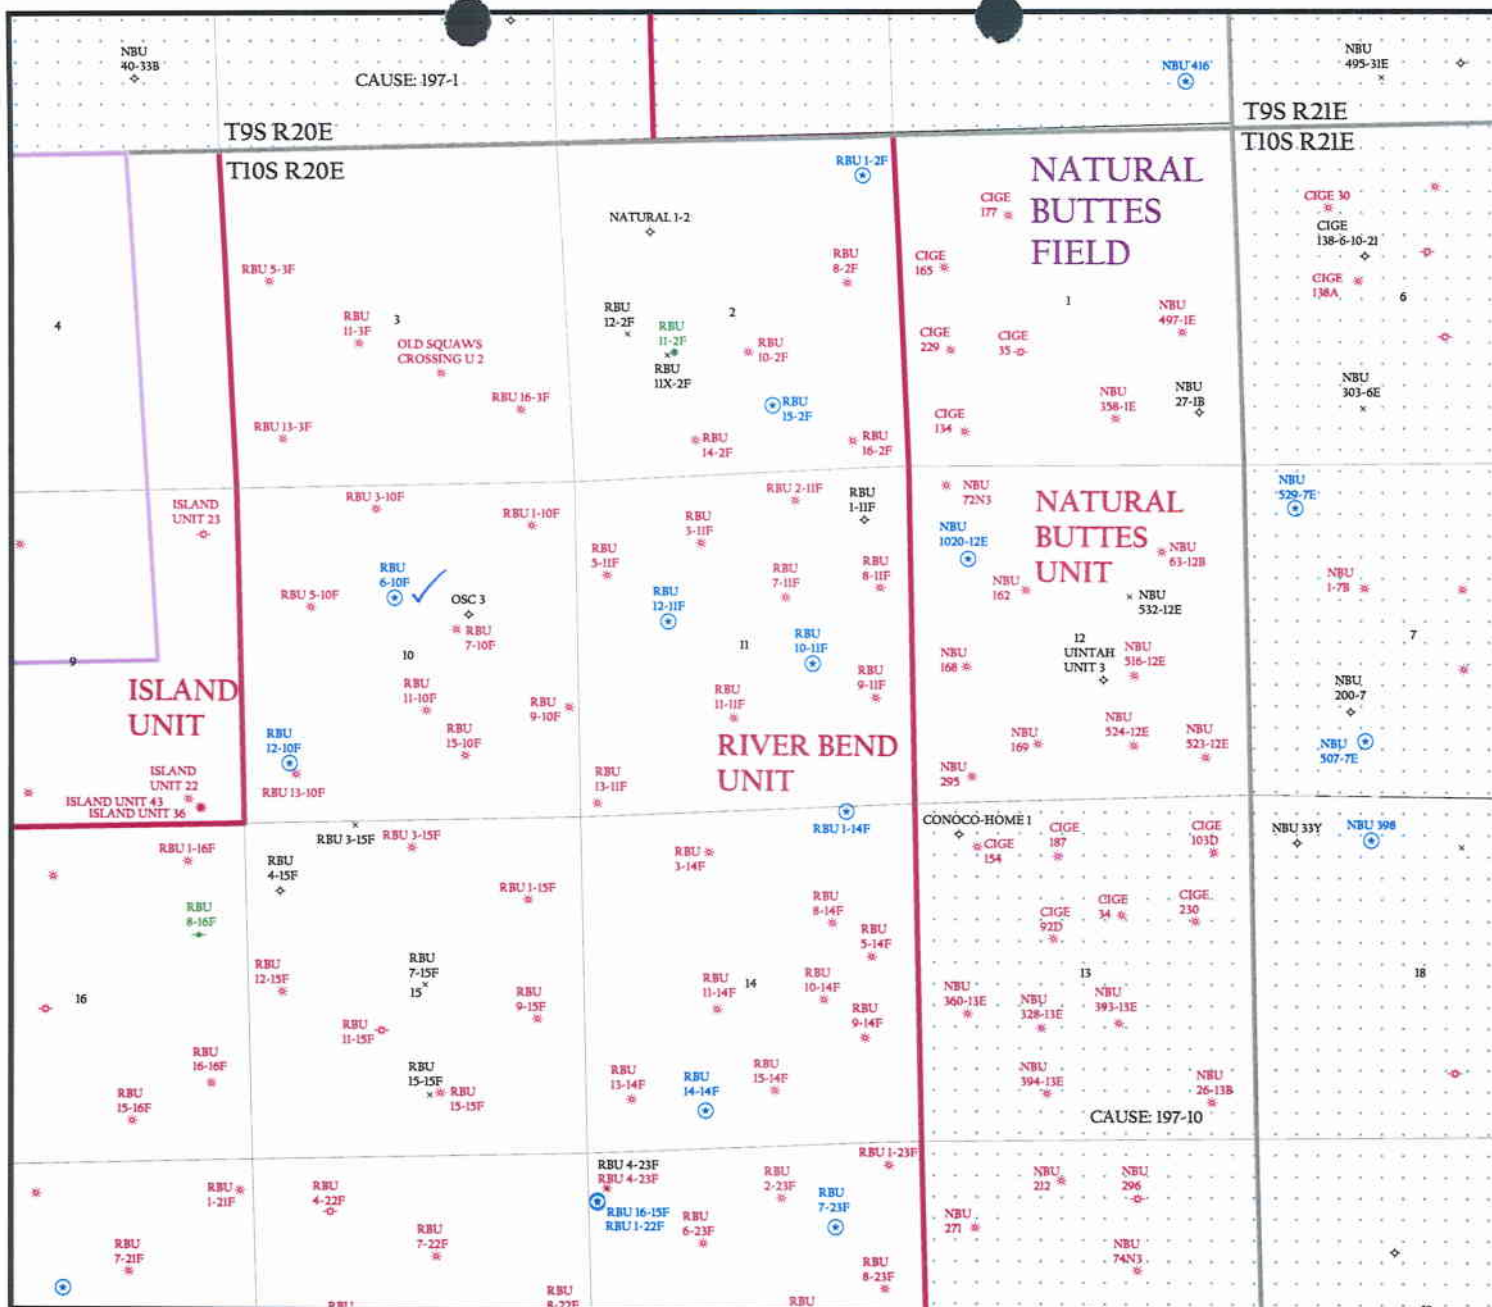 NBU
40-33B
CAUSE: 197-1
NBU 416
NBU
495-31E
T9S R20E
T9S R21E
T10S R20E
T10S R21E
RBU 1-2F
NATURAL
BUTTES
FIELD
CIGE
177
CIGE 30
CIGE
138-6-10-21
NATURAL 1-2
RBU 5-3F
RBU
8-2F
CIGE
165
CIGE
138A
4
3
2
1
6
RBU
11-3F
OLD SQUAWS
CROSSING U 2
RBU
12-2F
RBU
11-2F
RBU
11X-2F
RBU
10-2F
CIGE
229
CIGE
35
NBU
497-1E
RBU 16-3F
RBU
15-2F
NBU
358-1E
NBU
27-1B
NBU
303-6E
RBU 13-3F
RBU
14-2F
RBU
16-2F
CIGE
134
ISLAND
UNIT 23
RBU 3-10F
RBU 1-10F
RBU 2-11F
RBU
1-11F
RBU
3-11F
NBU
72N3
NATURAL
BUTTES
UNIT
NBU
529-7E
NBU
1020-12E
RBU
5-11F
RBU
7-11F
RBU
8-11F
NBU
63-12B
RBU
6-10F
RBU 5-10F
OSC 3
RBU
7-10F
RBU
12-11F
NBU
162
NBU
532-12E
NBU
1-7B
9
10
11
RBU
10-11F
12
UINTAH
UNIT 3
NBU
516-12E
7
NBU
168
ISLAND
UNIT
RBU
11-10F
RBU
9-10F
RBU
11-11F
RBU
9-11F
NBU
200-7
RBU
12-10F
RBU
15-10F
RIVER BEND
UNIT
NBU
169
NBU
524-12E
NBU
523-12E
NBU
507-7E
ISLAND
UNIT 22
ISLAND UNIT 43
ISLAND UNIT 36
RBU 13-10F
RBU
13-11F
NBU
295
RBU 3-15F
RBU 3-15F
RBU 1-14F
CONOCO-HOME 1
CIGE
154
CIGE
187
CIGE
103D
NBU 33Y
NBU 398
RBU 1-16F
RBU
4-15F
RBU
3-14F
RBU 1-15F
RBU
8-16F
RBU
8-14F
RBU
5-14F
CIGE
92D
CIGE
34
CIGE
230
RBU
12-15F
RBU
7-15F
15
16
14
13
18
RBU
9-15F
RBU
11-14F
RBU
10-14F
RBU
9-14F
NBU
360-13E
NBU
328-13E
NBU
393-13E
RBU
11-15F
RBU
16-16F
RBU
15-16F
RBU
15-15F
RBU
15-15F
RBU
13-14F
RBU
14-14F
RBU
15-14F
NBU
394-13E
NBU
26-13B
CAUSE: 197-10
RBU 4-23F
RBU 4-23F
RBU 1-23F
RBU
1-21F
RBU
4-22F
RBU 16-15F
RBU 1-22F
RBU
2-23F
RBU
7-23F
NBU
212
NBU
296
RBU
7-21F
RBU
7-22F
RBU
6-23F
NBU
271
NBU
74N3
RBU
8-23F
RBU
RBU
8-22F
RBU